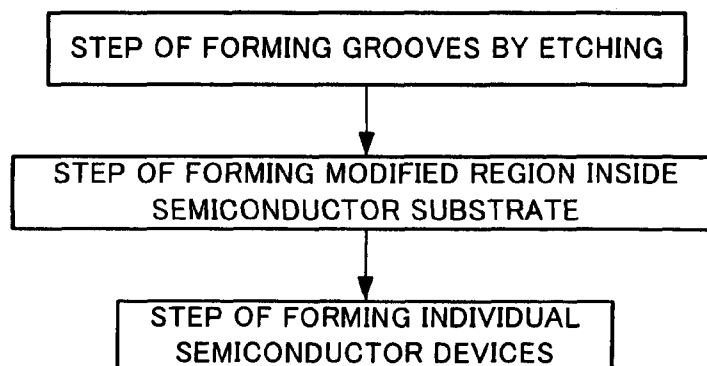 STEP OF FORMING GROOVES BY ETCHING
STEP OF FORMING MODIFIED REGION INSIDE
SEMICONDUCTOR SUBSTRATE
STEP OF FORMING INDIVIDUAL
SEMICONDUCTOR DEVICES